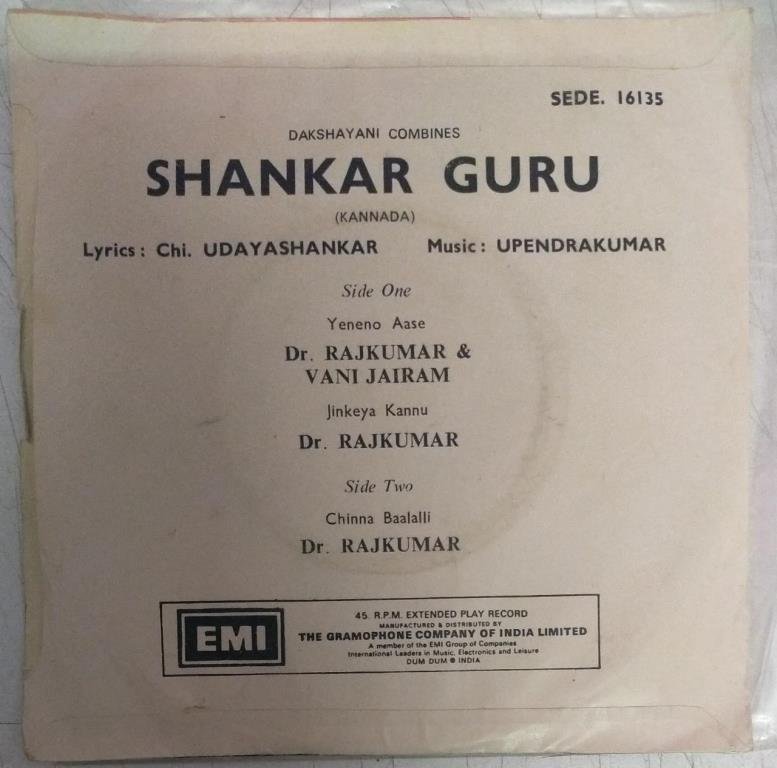 SEDE. 16135
DAKSHAYANI COMBINES
SHANKAR GURU
(KANNADA)
Lyrics : Chi. UDAYASHANKAR Music : UPENDRAKUMAR
Side One
Yeneno Aase
Dr. RAJKUMAR &
VANI JAIRAM
Jinkeya Kannu
Dr. RAJKUMAR
Side Two
Chinna Baalalli
Dr. RAJKUMAR
EMI
45 R.P.M. EXTENDED PLAY RECORD
MANUFACTURED & DISTRIBUTED BY
THE GRAMOPHONE COMPANY OF INDIA LIMITED
A member of the EMI Group of Companies
International Leaders in Music, Electronics and Leisure
DUM DUM ● INDIA